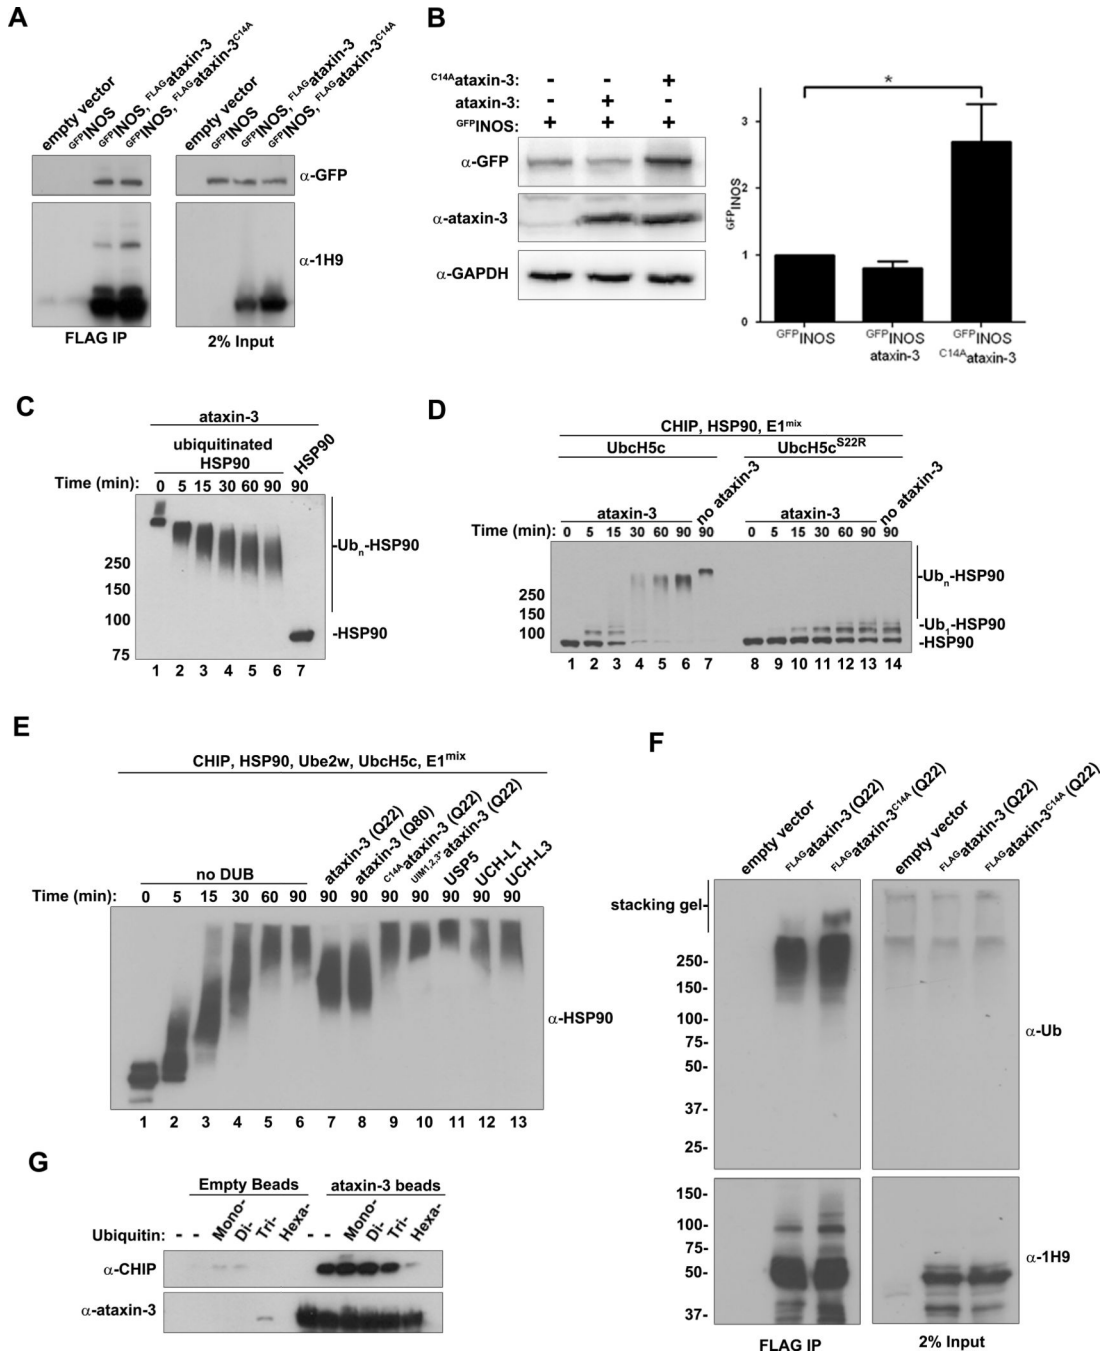 A
empty vector
GFPINOS
GFPINOS, FLAGataxin-3
GFPINOS, FLAGataxin-3C14A
empty vector
GFPINOS
GFPINOS, FLAGataxin-3
GFPINOS, FLAGataxin-3C14A
α-GFP
α-1H9
FLAG IP
2% Input
B
C14Aataxin-3: - - +
ataxin-3: - + -
GFPINOS: + + +
α-GFP
α-ataxin-3
α-GAPDH
*
GFPINOS
3
2
1
0
GFPINOS
GFPINOS
ataxin-3
GFPINOS
C14Aataxin-3
C
ataxin-3
ubiquitinated
HSP90
HSP90
Time (min): 0 5 15 30 60 90 90
250
150
100
75
-Ubn-HSP90
-HSP90
1 2 3 4 5 6 7
D
CHIP, HSP90, E1mix
UbcH5c
UbcH5cS22R
ataxin-3
no ataxin-3
ataxin-3
no ataxin-3
Time (min): 0 5 15 30 60 90 90 0 5 15 30 60 90 90
250
150
100
-Ubn-HSP90
-Ub1-HSP90
-HSP90
1 2 3 4 5 6 7 8 9 10 11 12 13 14
E
CHIP, HSP90, Ube2w, UbcH5c, E1mix
no DUB
ataxin-3 (Q22)
ataxin-3 (Q80)
C14Aataxin-3 (Q22)
UIM1,2,3*ataxin-3 (Q22)
USP5
UCH-L1
UCH-L3
Time (min): 0 5 15 30 60 90 90 90 90 90 90 90 90
α-HSP90
1 2 3 4 5 6 7 8 9 10 11 12 13
F
empty vector
FLAGataxin-3 (Q22)
FLAGataxin-3C14A (Q22)
empty vector
FLAGataxin-3 (Q22)
FLAGataxin-3C14A (Q22)
stacking gel
250-
150-
100-
75-
50-
37-
25-
α-Ub
150-
100-
75-
50-
37-
α-1H9
FLAG IP
2% Input
G
Empty Beads
ataxin-3 beads
Ubiquitin: - - Mono- Di- Tri- Hexa- - - Mono- Di- Tri- Hexa-
α-CHIP
α-ataxin-3